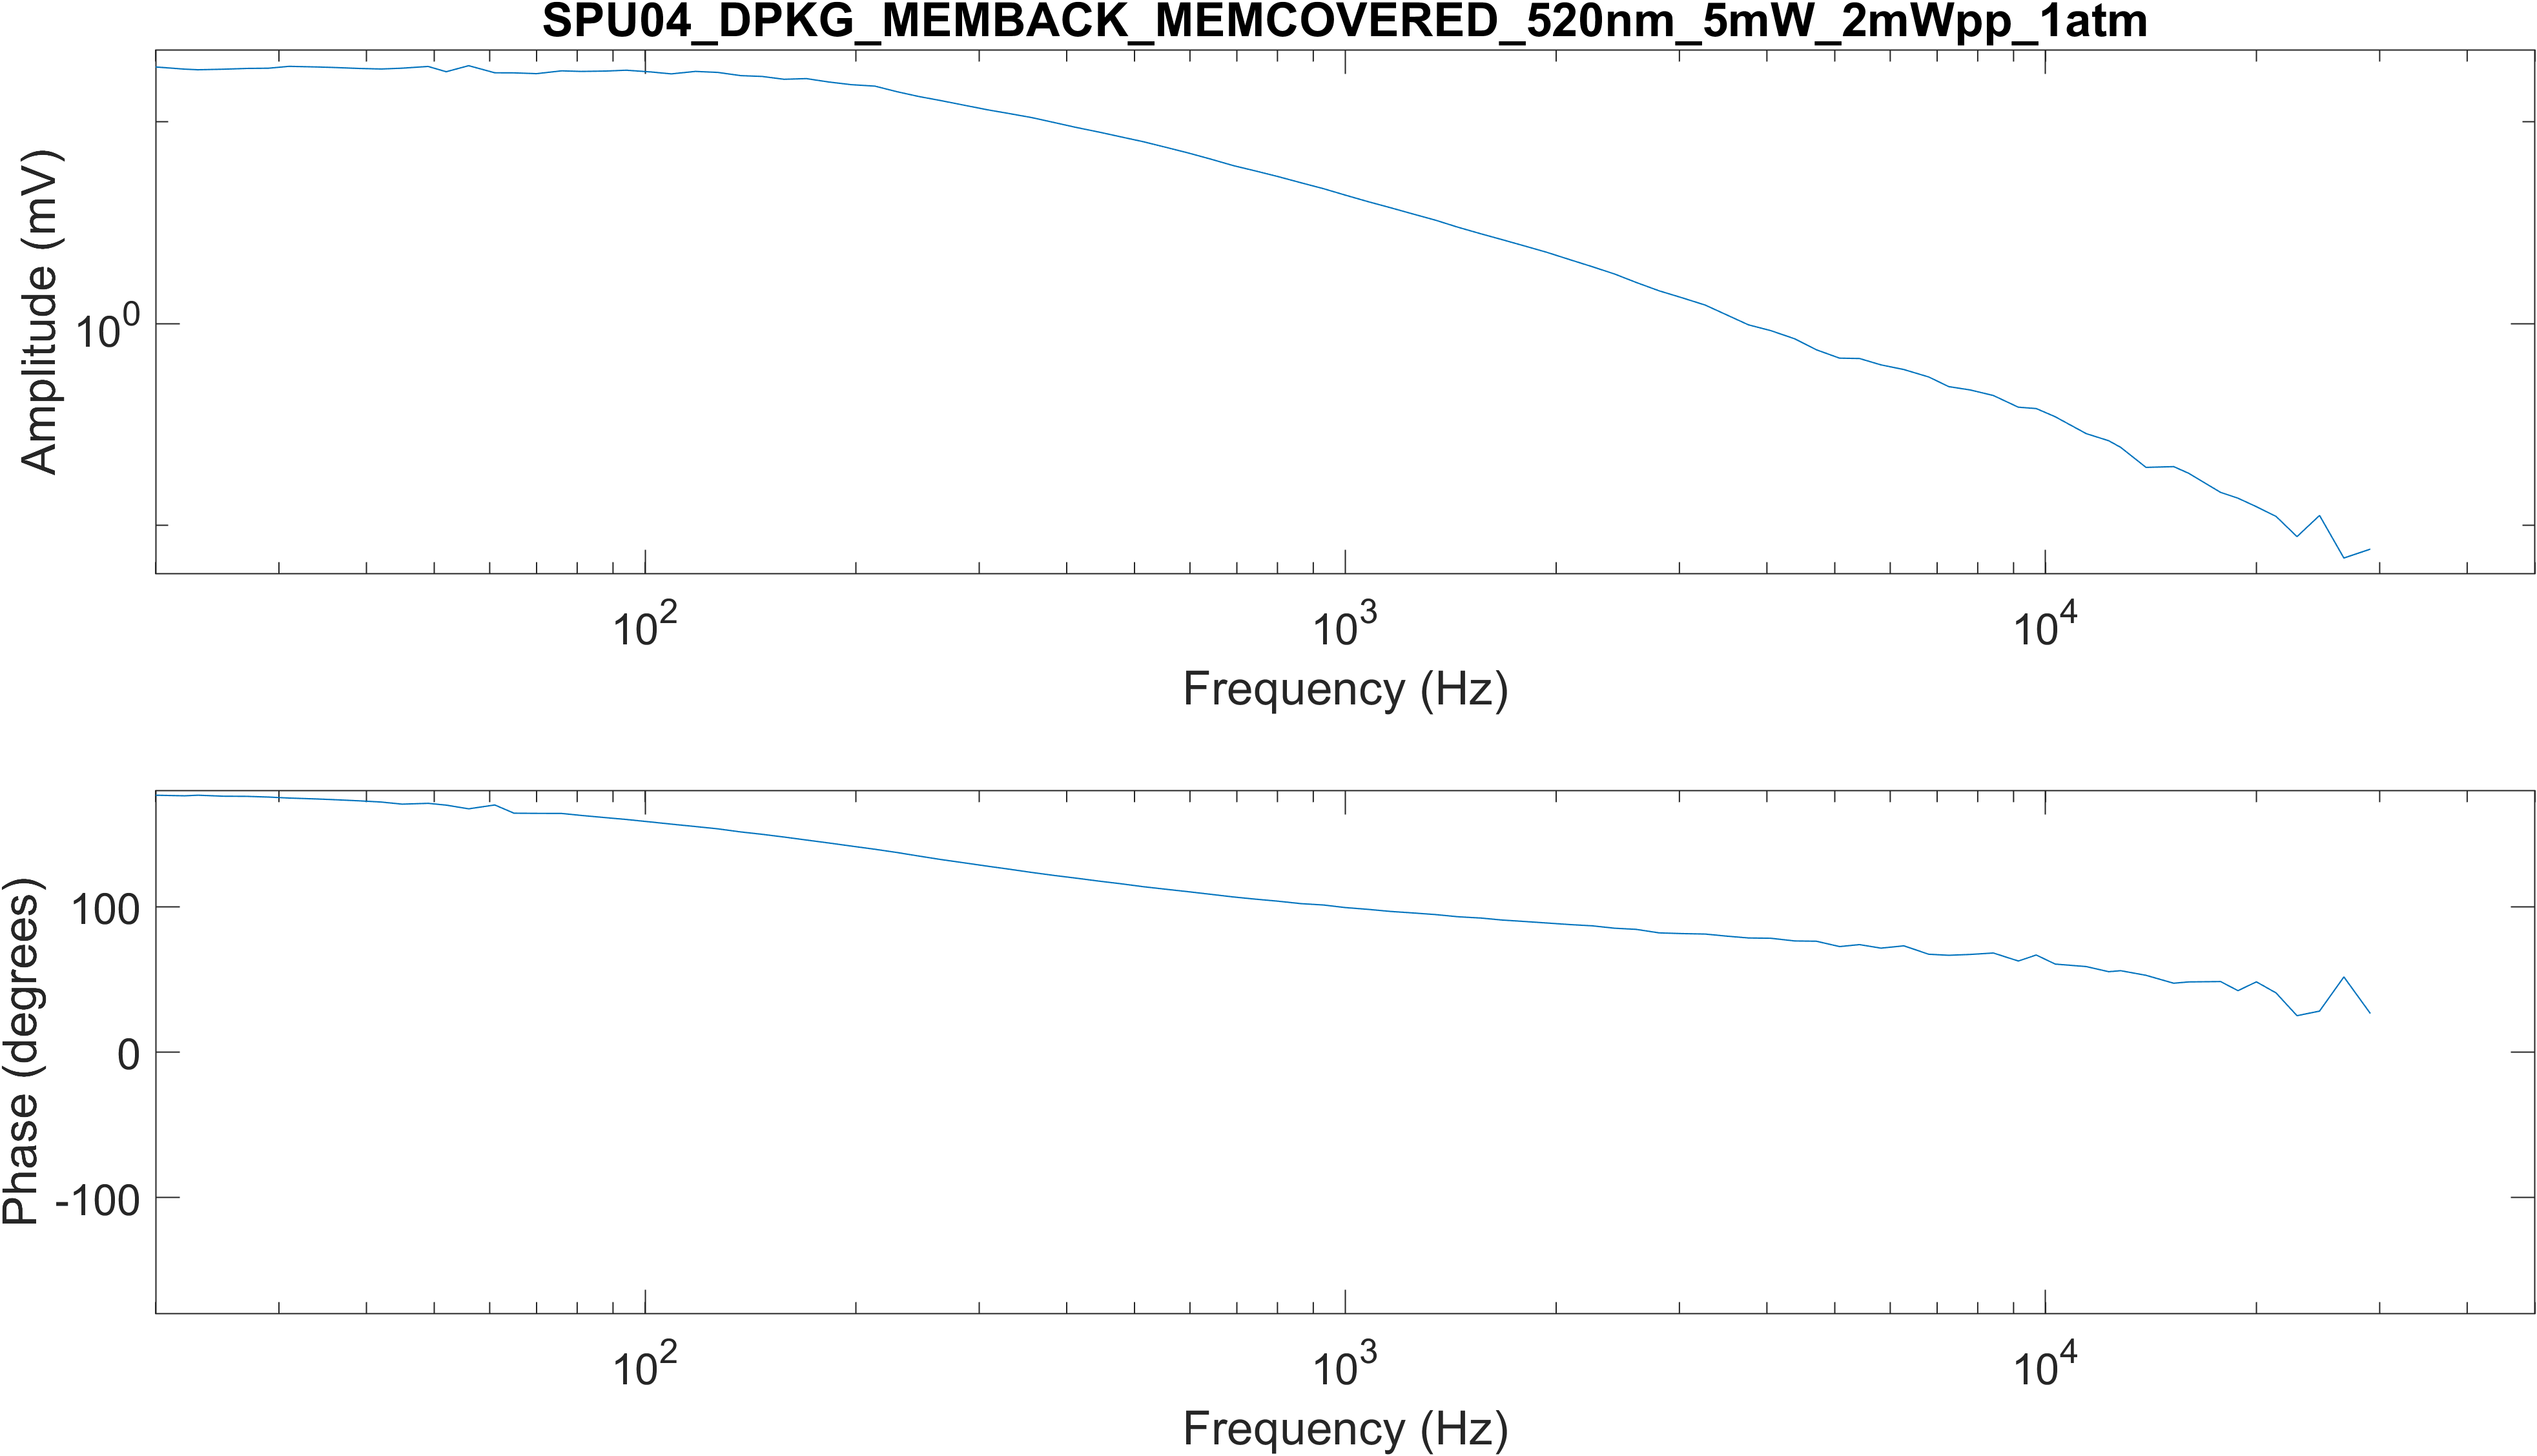 SPU04_DPKG_MEMBACK_MEMCOVERED_520nm_5mW_2mWpp_1atm
Amplitude (mV)
10^0
10^2
10^3
10^4
Frequency (Hz)
Phase (degrees)
100
0
-100
10^2
10^3
10^4
Frequency (Hz)